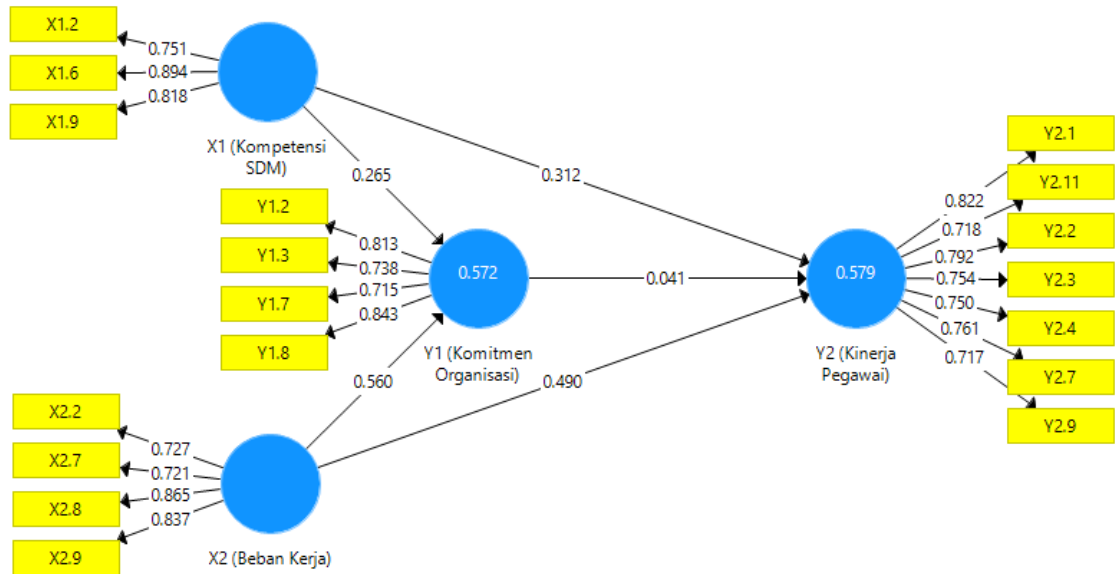 X1.2
0.751
X1.6
0.894
X1.9
0.818
X1 (Kompetensi
SDM)
0.265
0.312
Y1.2
0.813
Y1.3
0.738
Y1.7
0.715
Y1.8
0.843
0.572
Y1 (Komitmen
Organisasi)
0.041
0.560
0.490
X2.2
0.727
X2.7
0.721
X2.8
0.865
X2.9
0.837
X2 (Beban Kerja)
0.579
Y2 (Kinerja
Pegawai)
Y2.1
0.822
Y2.11
0.718
Y2.2
0.792
Y2.3
0.754
Y2.4
0.750
Y2.7
0.761
Y2.9
0.717